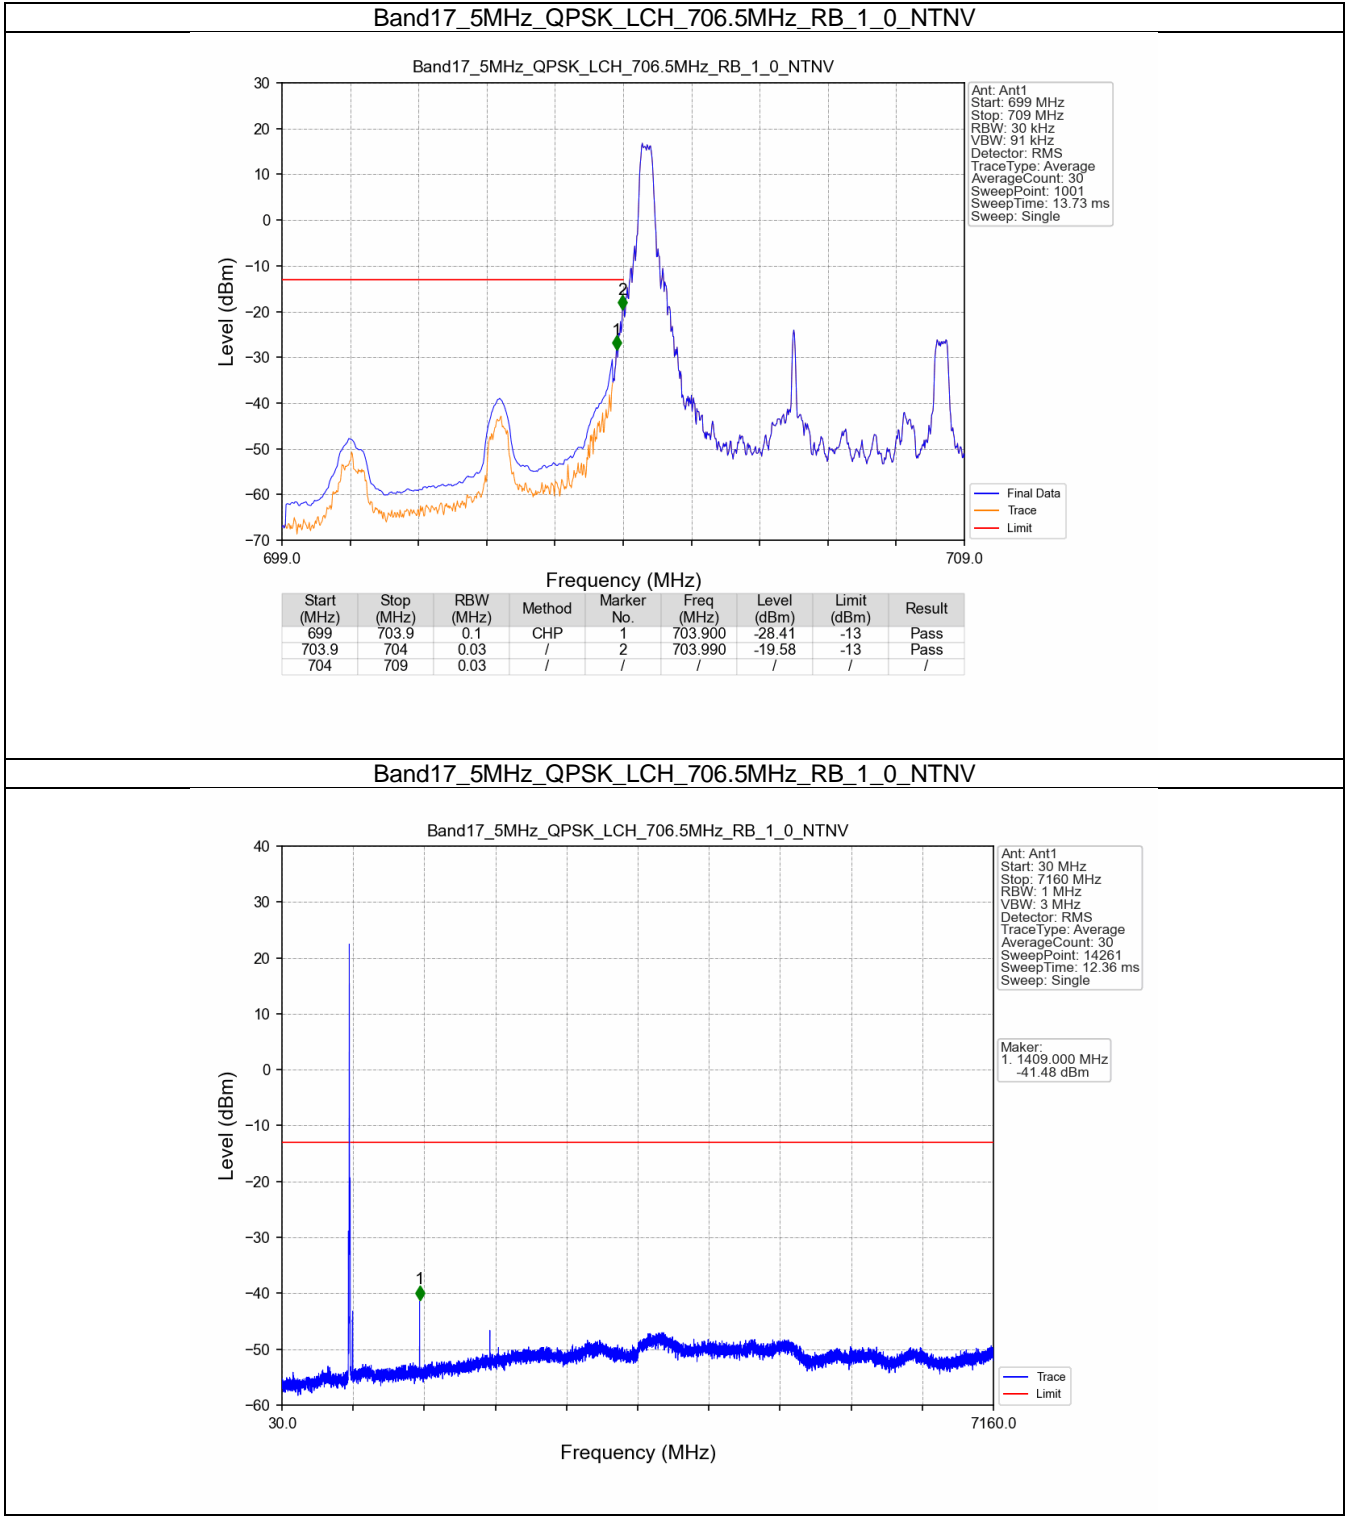 Band17_5MHz_QPSK_LCH_706.5MHz_RB_1_0_NTNV
Band17_5MHz_QPSK_LCH_706.5MHz_RB_1_0_NTNV
30
20
10
0
−10
−20
−30
−40
−50
−60
−70
Level (dBm)
2
1
699.0
709.0
Frequency (MHz)
Ant: Ant1
Start: 699 MHz
Stop: 709 MHz
RBW: 30 kHz
VBW: 91 kHz
Detector: RMS
TraceType: Average
AverageCount: 30
SweepPoint: 1001
SweepTime: 13.73 ms
Sweep: Single
Final Data
Trace
Limit
Start (MHz) Stop (MHz) RBW (MHz) Method Marker No. Freq (MHz) Level (dBm) Limit (dBm) Result
699 703.9 0.1 CHP 1 703.900 -28.41 -13 Pass
703.9 704 0.03 / 2 703.990 -19.58 -13 Pass
704 709 0.03 / / / / / /
Band17_5MHz_QPSK_LCH_706.5MHz_RB_1_0_NTNV
Band17_5MHz_QPSK_LCH_706.5MHz_RB_1_0_NTNV
40
30
20
10
0
−10
−20
−30
−40
−50
−60
Level (dBm)
1
30.0
7160.0
Frequency (MHz)
Ant: Ant1
Start: 30 MHz
Stop: 7160 MHz
RBW: 1 MHz
VBW: 3 MHz
Detector: RMS
TraceType: Average
AverageCount: 30
SweepPoint: 14261
SweepTime: 12.36 ms
Sweep: Single
Maker:
1. 1409.000 MHz
-41.48 dBm
Trace
Limit